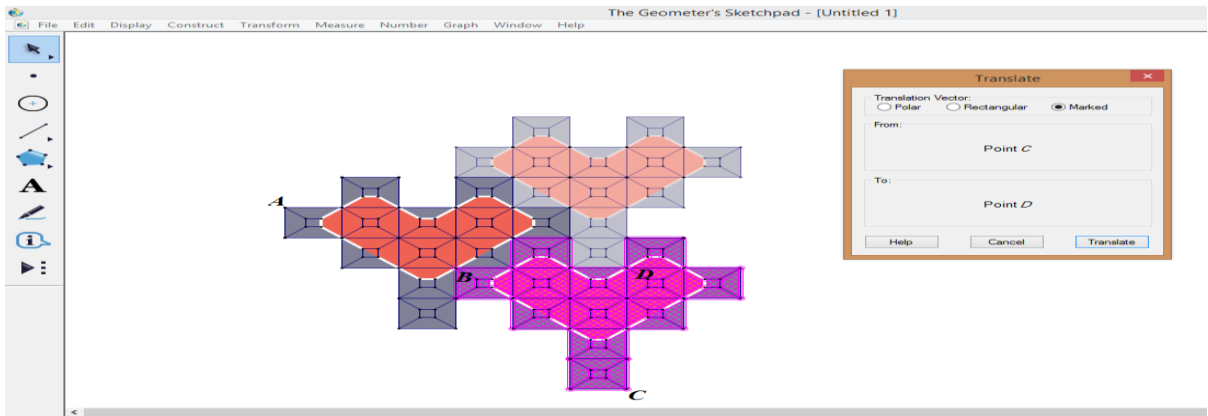 The Geometer's Sketchpad - [Untitled 1]
File Edit Display Construct Transform Measure Number Graph Window Help
Translate
Translation Vector:
Polar Rectangular Marked
From:
Point C
To:
Point D
Help Cancel Translate
A
B
D
C
A